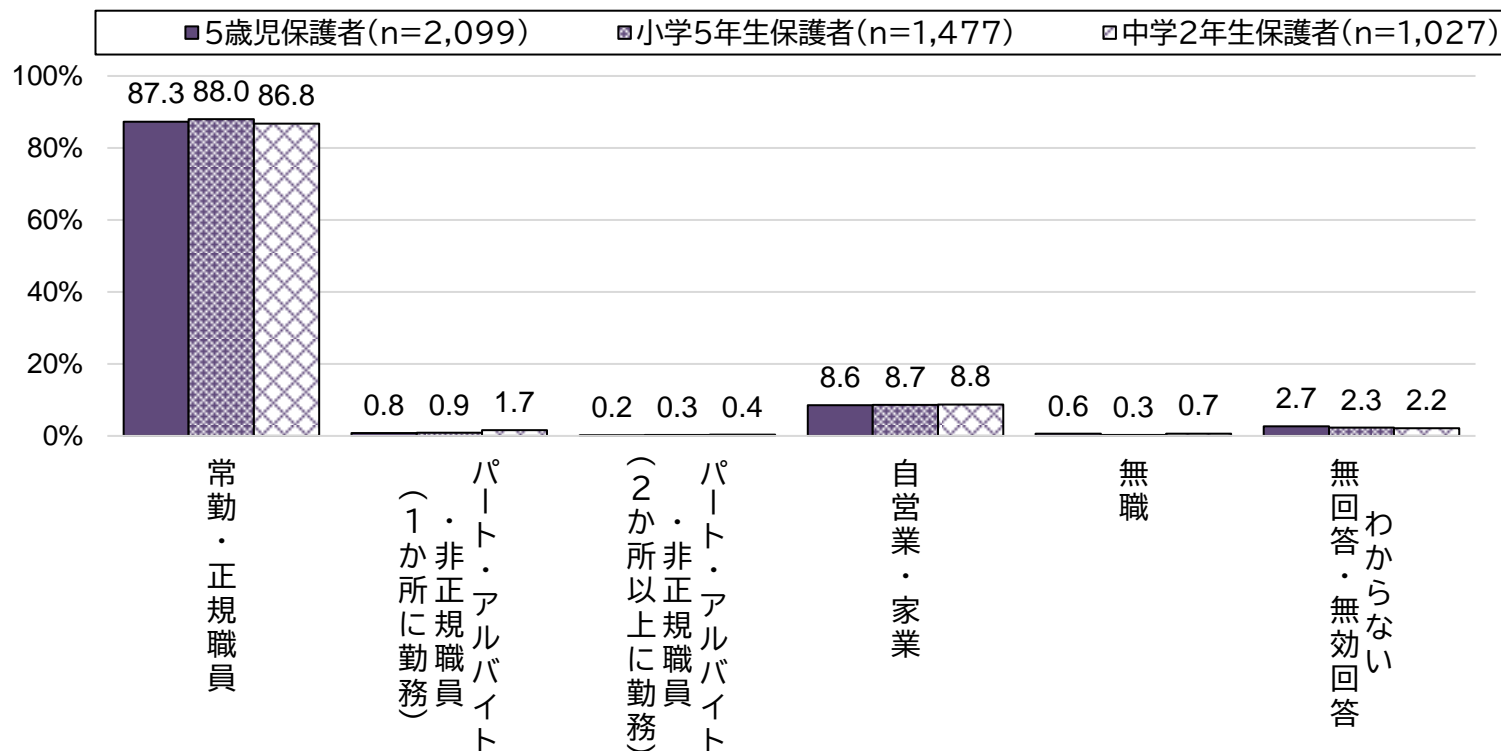 5歳児保護者(n=2,099) 小学5年生保護者(n=1,477) 中学2年生保護者(n=1,027)
100%
80%
60%
40%
20%
0%
87.3 88.0 86.8
0.8 0.9 1.7
0.2 0.3 0.4
8.6 8.7 8.8
0.6 0.3 0.7
2.7 2.3 2.2
常勤・正規職員
パート・アルバイト
・非正規職員
(1か所に勤務)
パート・アルバイト
・非正規職員
(2か所以上に勤務)
自営業・家業
無職
わからない
無回答・無効回答